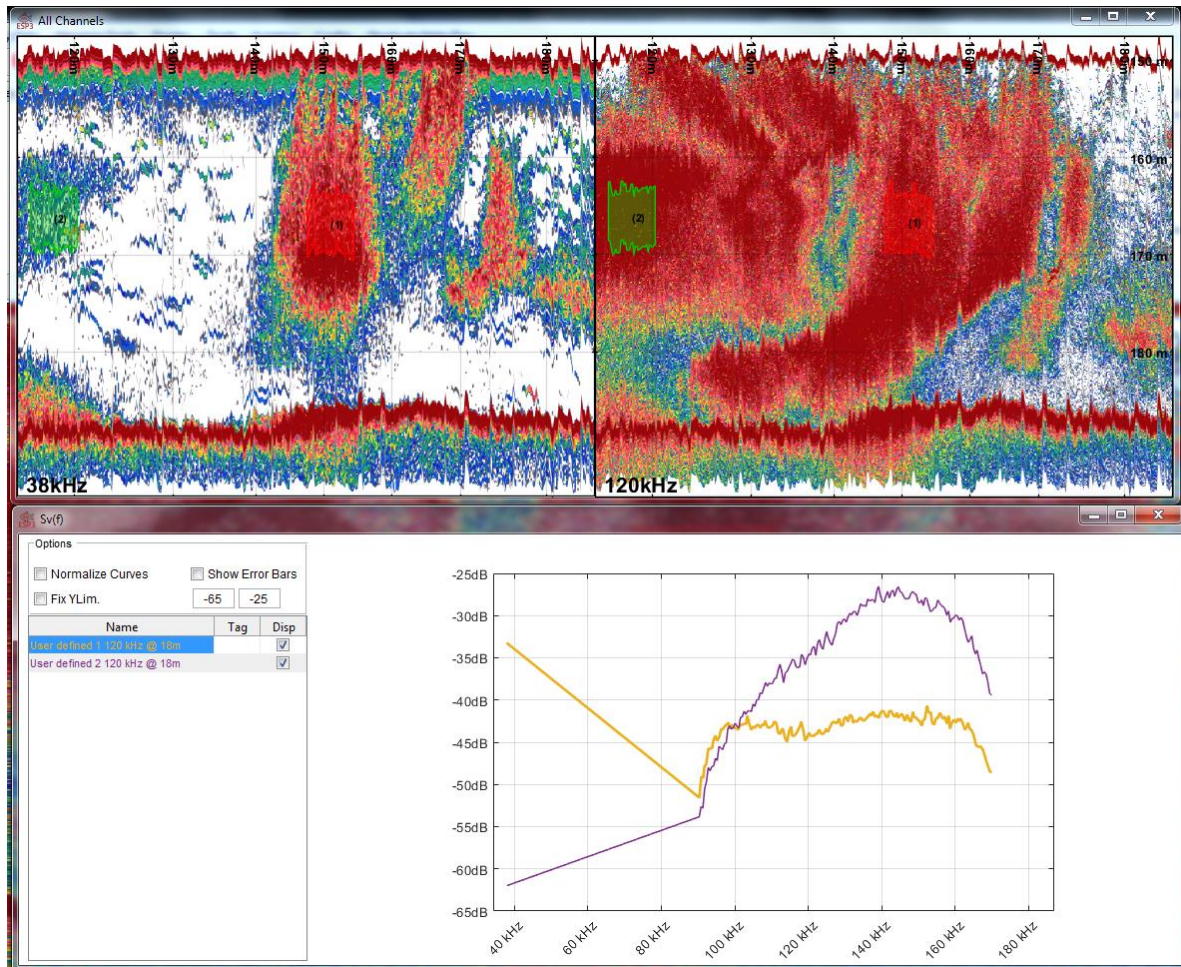 ESP3 All Channels
120m 130m 140m 150m 160m 170m 180m
120m 130m 140m 150m 160m 170m 180m
150 m
160 m
(2) (1) (2) (1)
170 m
180 m
38kHz 120kHz
Sv(f)
Options
Normalize Curves Show Error Bars
Fix YLim. -65 -25
Name Tag Disp
User defined 1 120 kHz @ 18m
User defined 2 120 kHz @ 18m
-25dB
-30dB
-35dB
-40dB
-45dB
-50dB
-55dB
-60dB
-65dB
40 kHz 60 kHz 80 kHz 100 kHz 120 kHz 140 kHz 160 kHz 180 kHz